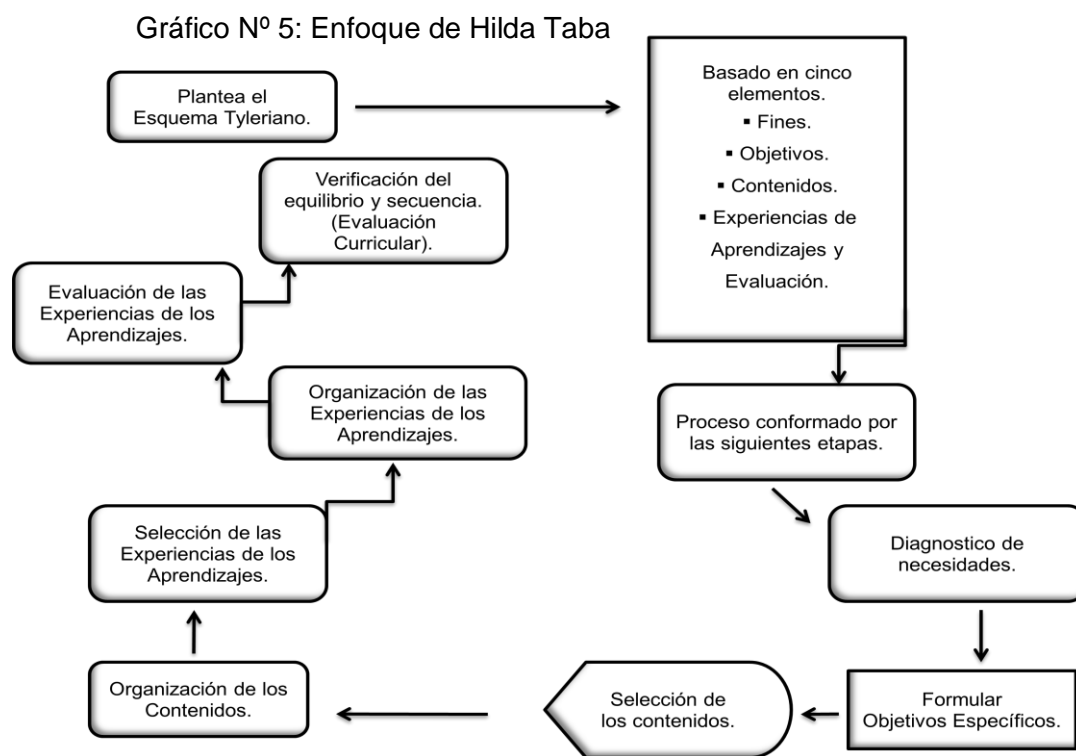 Gráfico Nº 5: Enfoque de Hilda Taba
Plantea el
Esquema Tyleriano.
Basado en cinco
elementos.
▪ Fines.
▪ Objetivos.
▪ Contenidos.
▪ Experiencias de
Aprendizajes y
Evaluación.
Proceso conformado por
las siguientes etapas.
Diagnostico de
necesidades.
Formular
Objetivos Específicos.
Selección de
los contenidos.
Organización de los
Contenidos.
Selección de las
Experiencias de los
Aprendizajes.
Organización de las
Experiencias de los
Aprendizajes.
Evaluación de las
Experiencias de los
Aprendizajes.
Verificación del
equilibrio y secuencia.
(Evaluación
Curricular).